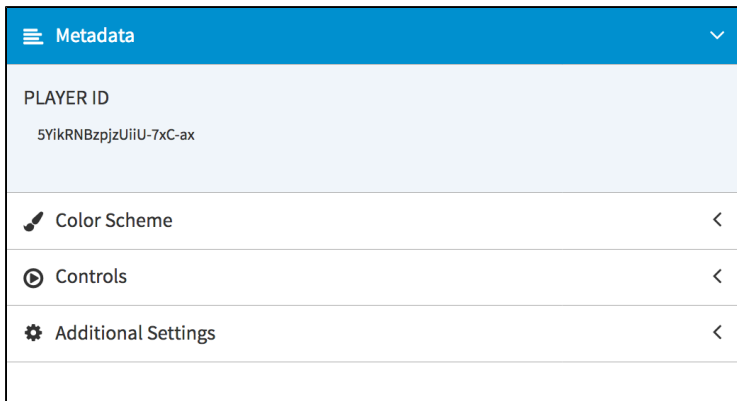 Metadata
PLAYER ID
5YikRNBzpjzUiiU-7xC-ax
Color Scheme
Controls
Additional Settings